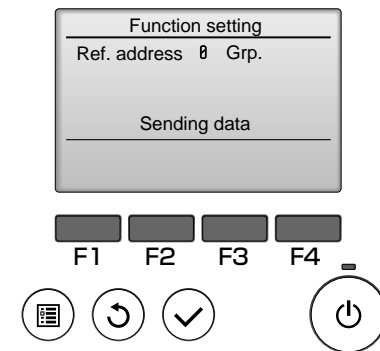 Function setting
Ref. address 0 Grp.
Sending data
F1 F2 F3 F4